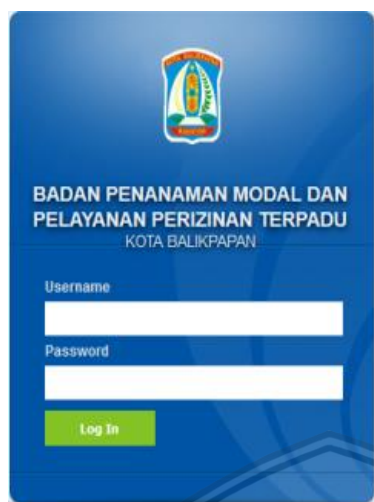 BADAN PENANAMAN MODAL DAN
PELAYANAN PERIZINAN TERPADU
KOTA BALIKPAPAN
Username
Password
Log In